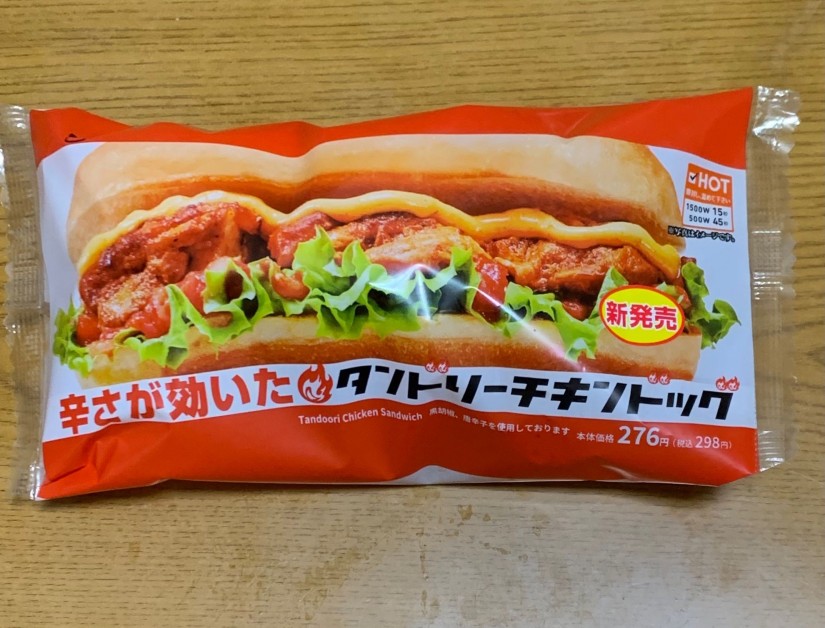 HOT
1500W 15秒
500W 45秒
※写真はイメージです。
新発売
辛さが効いたタンドリーチキンドッグ
Tandoori Chicken Sandwich 黒胡椒、唐辛子を使用しております 本体価格276円(税込298円)